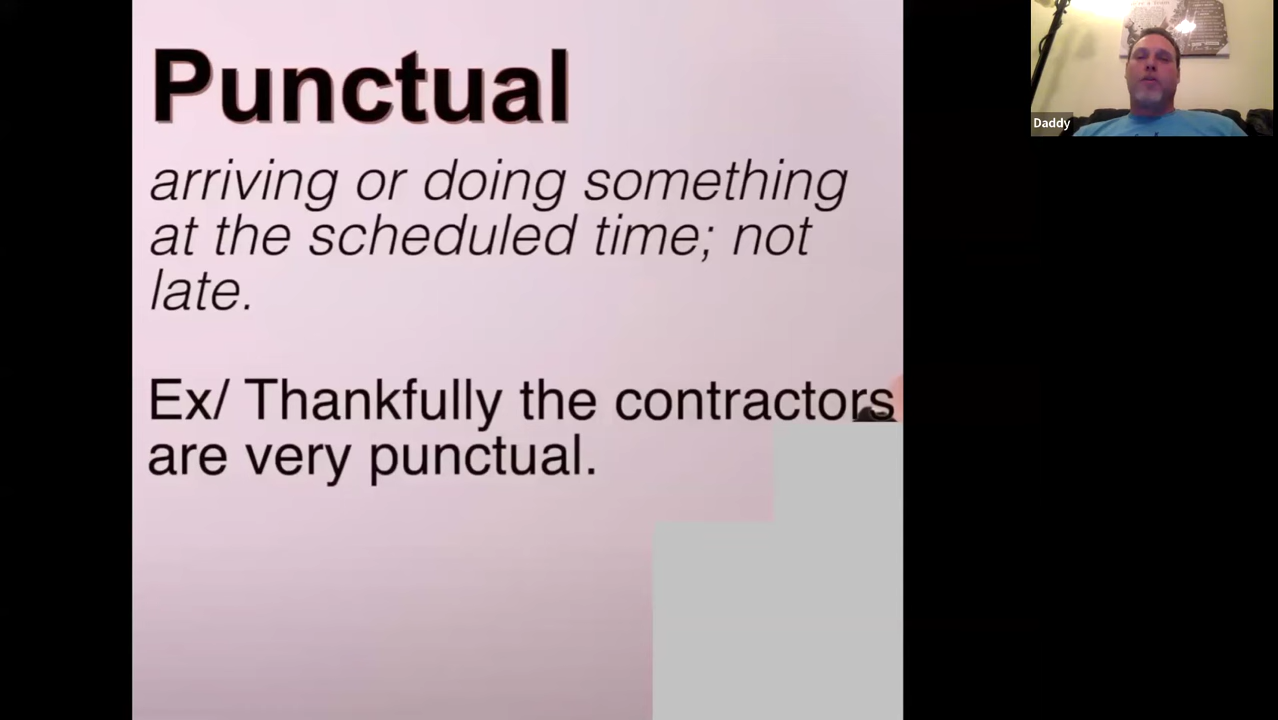 Punctual
arriving or doing something
at the scheduled time; not
late.
Ex/ Thankfully the contractors
are very punctual.
Daddy